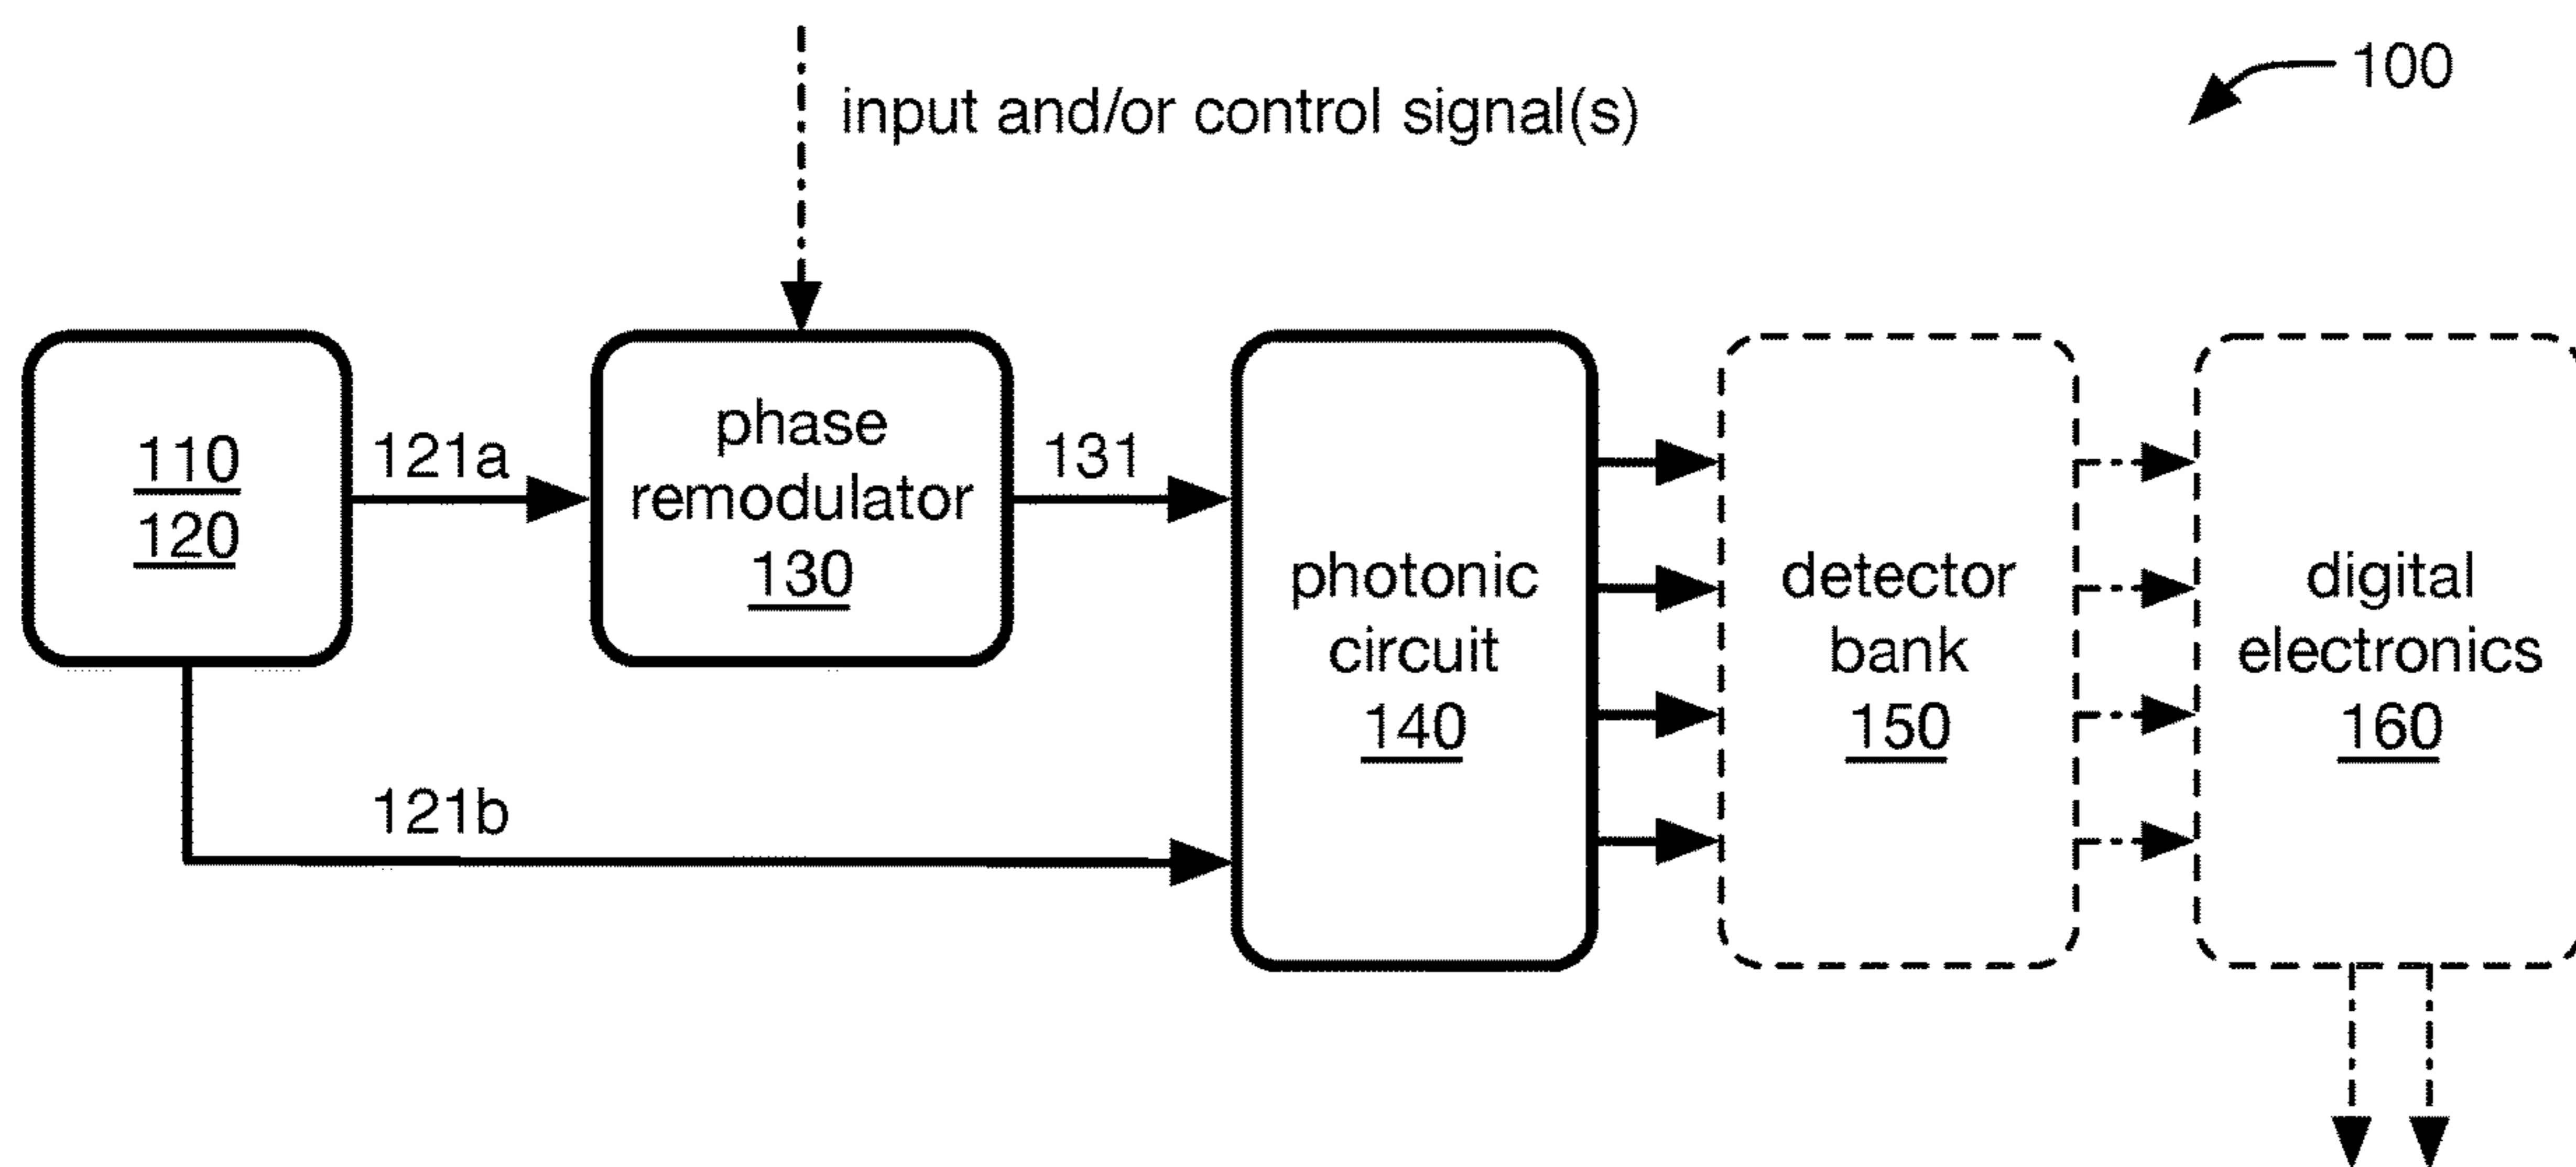 100
input and/or control signal(s)
110
120
121a
phase
remodulator
130
131
121b
photonic
circuit
140
detector
bank
150
digital
electronics
160